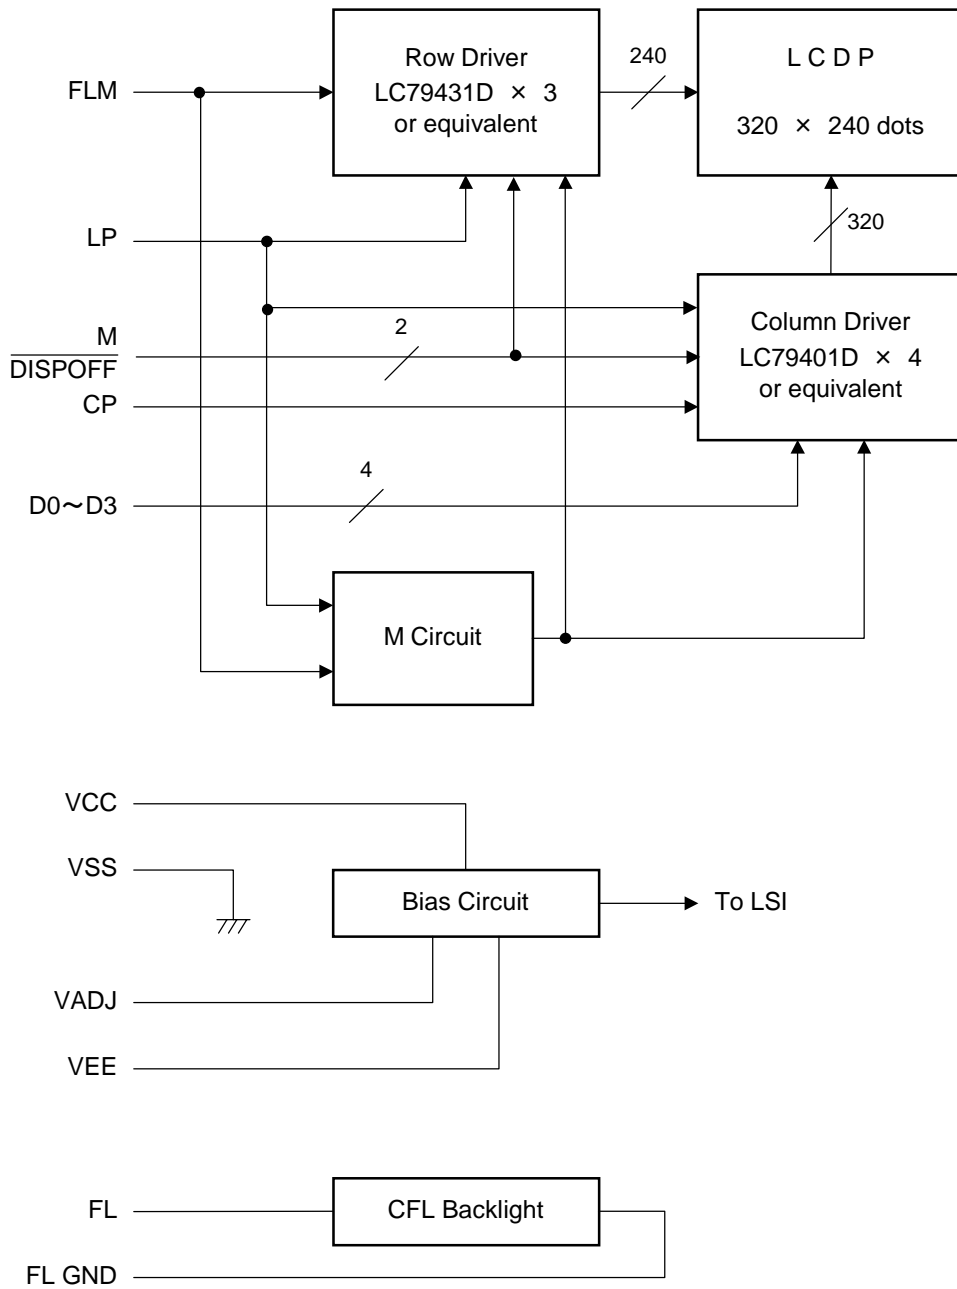 FLM
Row Driver
LC79431D × 3
or equivalent
240
L C D P
320 × 240 dots
LP
320
M
DISPOFF
2
Column Driver
LC79401D × 4
or equivalent
CP
4
D0～D3
M Circuit
VCC
VSS
Bias Circuit
To LSI
VADJ
VEE
FL
CFL Backlight
FL GND